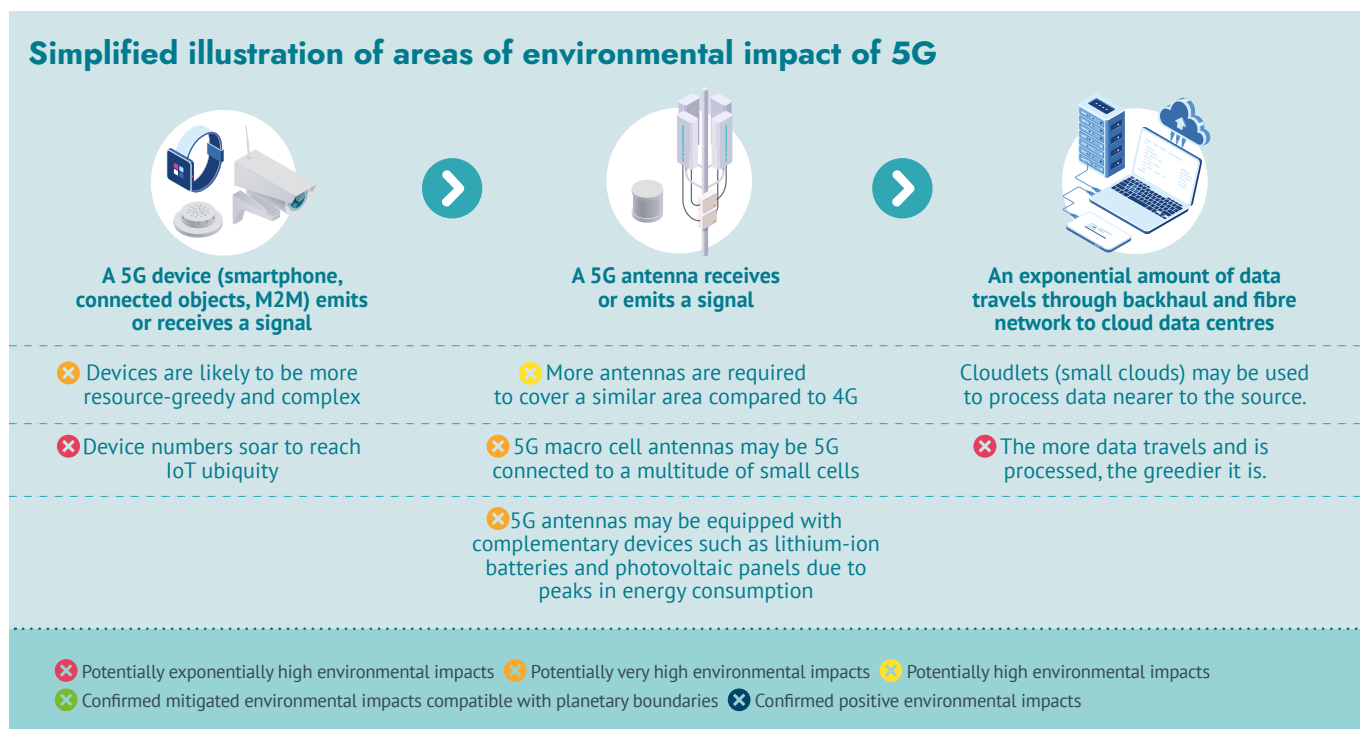 Simplified illustration of areas of environmental impact of 5G
A 5G device (smartphone,
connected objects, M2M) emits
or receives a signal
A 5G antenna receives
or emits a signal
An exponential amount of data
travels through backhaul and fibre
network to cloud data centres
Devices are likely to be more
resource-greedy and complex
More antennas are required
to cover a similar area compared to 4G
Cloudlets (small clouds) may be used
to process data nearer to the source.
Device numbers soar to reach
IoT ubiquity
5G macro cell antennas may be 5G
connected to a multitude of small cells
The more data travels and is
processed, the greedier it is.
5G antennas may be equipped with
complementary devices such as lithium-ion
batteries and photovoltaic panels due to
peaks in energy consumption
Potentially exponentially high environmental impacts Potentially very high environmental impacts Potentially high environmental impacts
Confirmed mitigated environmental impacts compatible with planetary boundaries Confirmed positive environmental impacts